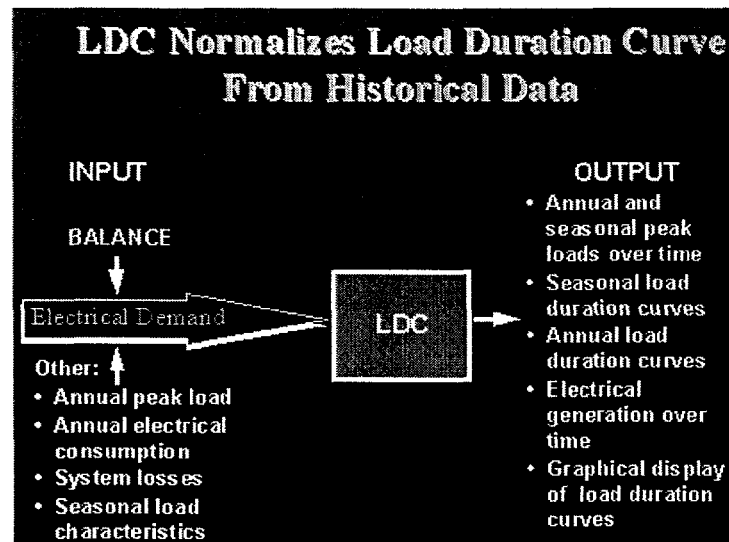 LDC Normalizes Load Duration Curve
From Historical Data
INPUT
BALANCE
Electrical Demand
Other:
• Annual peak load
• Annual electrical
consumption
• System losses
• Seasonal load
characteristics
LDC
OUTPUT
• Annual and
seasonal peak
loads over time
• Seasonal load
duration curves
• Annual load
duration curves
• Electrical
generation over
time
• Graphical display
of load duration
curves